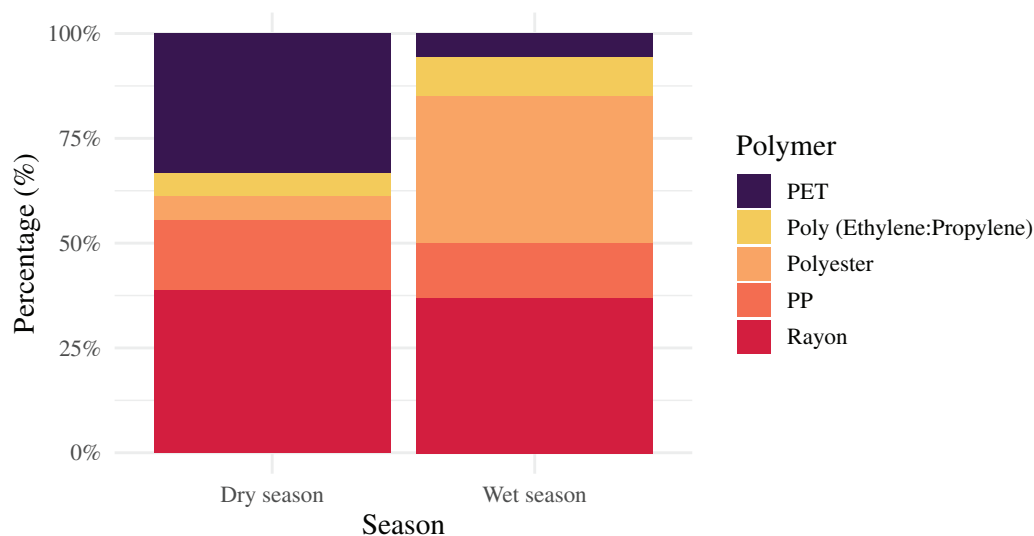 100%
75%
50%
25%
0%
Percentage (%)
Dry season
Wet season
Season
Polymer
PET
Poly (Ethylene:Propylene)
Polyester
PP
Rayon